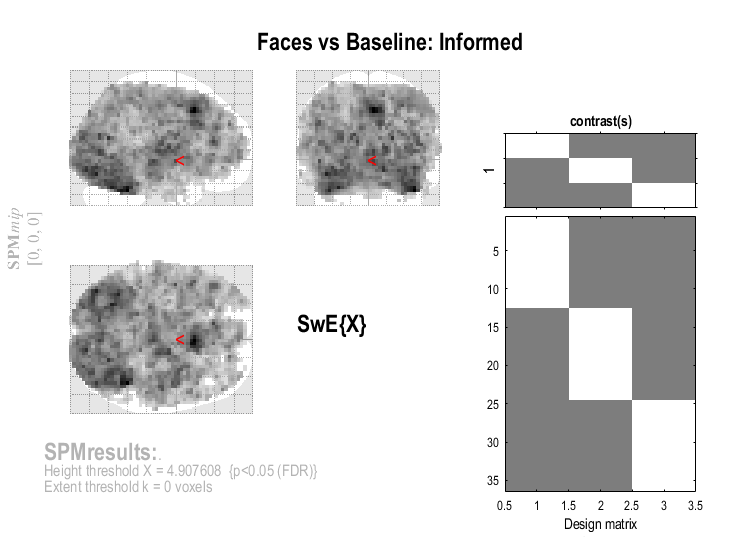 Faces vs Baseline: Informed
SPMmip
[0, 0, 0]
<
<
<
SwE{X}
SPMresults:.
Height threshold X = 4.907608 {p<0.05 (FDR)}
Extent threshold k = 0 voxels
contrast(s)
1
5
10
15
20
25
30
35
0.5 1 1.5 2 2.5 3 3.5
Design matrix